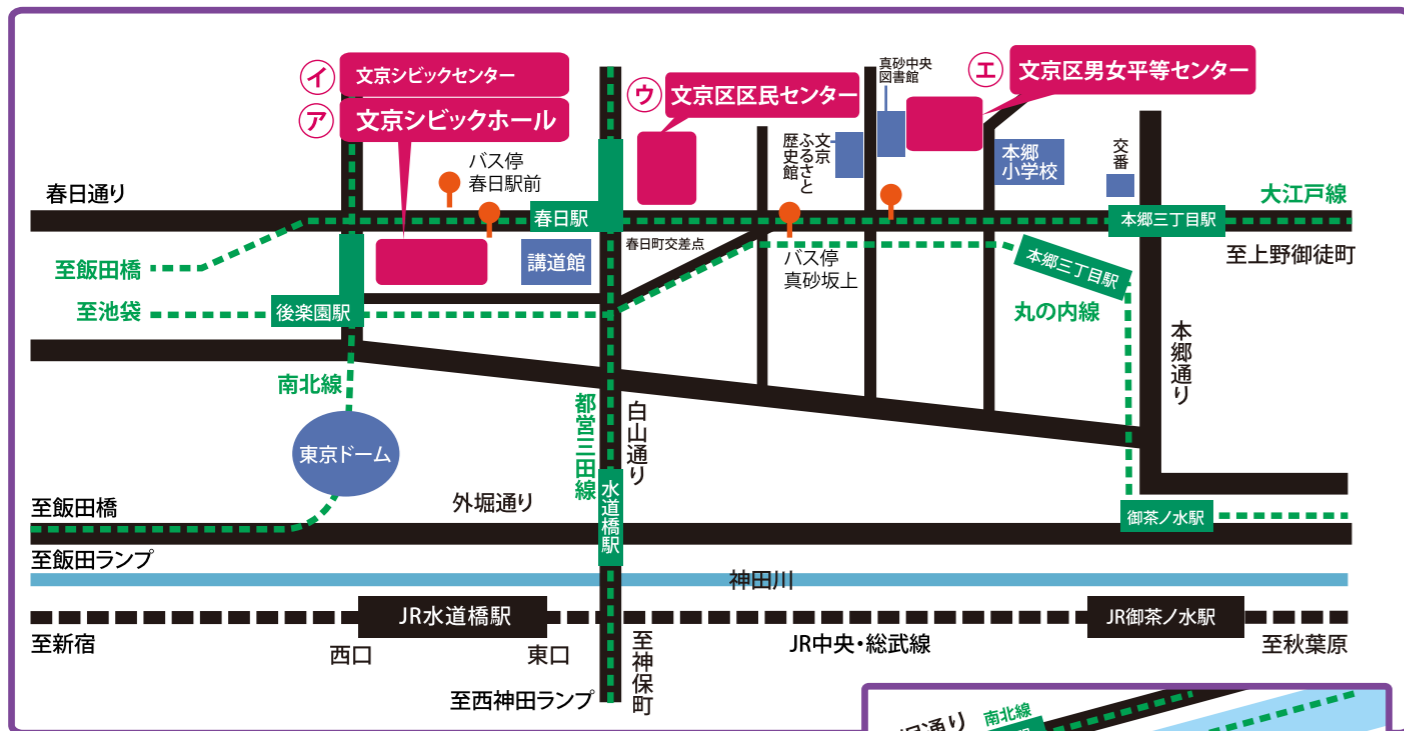 イ 文京シビックセンター
ア 文京シビックホール
ウ 文京区区民センター
真砂中央
図書館
エ 文京区男女平等センター
バス停
春日駅前
文京
ふるさと
歴史館
本郷
小学校
交番
春日通り
大江戸線
春日駅
本郷三丁目駅
春日町交差点
至上野御徒町
講道館
バス停
真砂坂上
本郷三丁目駅
至飯田橋
至池袋
後楽園駅
丸の内線
本郷通り
南北線
都営三田線
白山通り
東京ドーム
水道橋駅
外堀通り
至飯田橋
御茶ノ水駅
至飯田ランプ
神田川
JR水道橋駅
JR御茶ノ水駅
至新宿
西口
東口
至神保町
JR中央・総武線
至秋葉原
至西神田ランプ
南北線
通り